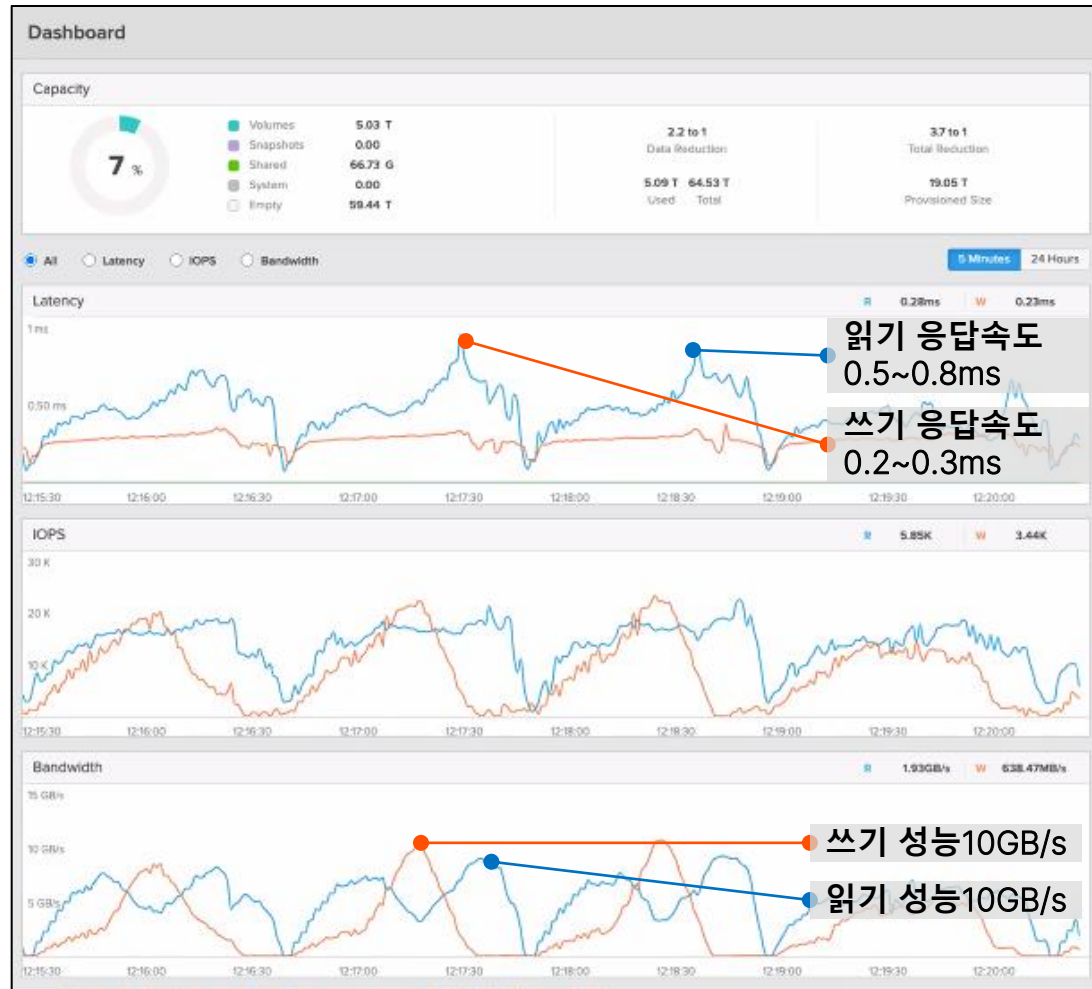 Dashboard
Capacity
7 %
Volumes 5.03 T
Snapshots 0.00
Shared 66.73 G
System 0.00
Empty 59.44 T
2.2 to 1
Data Reduction
5.09 T 64.53 T
Used Total
3.7 to 1
Total Reduction
19.05 T
Provisioned Size
All Latency IOPS Bandwidth
5 Minutes 24 Hours
Latency R 0.28ms W 0.23ms
1 ms
0.50 ms
읽기 응답속도
0.5~0.8ms
쓰기 응답속도
0.2~0.3ms
12:15:30 12:16:00 12:16:30 12:17:00 12:17:30 12:18:00 12:18:30 12:19:00 12:19:30 12:20:00
IOPS R 5.85K W 3.44K
30 K
20 K
10 K
12:15:30 12:16:00 12:16:30 12:17:00 12:17:30 12:18:00 12:18:30 12:19:00 12:19:30 12:20:00
Bandwidth R 1.93GB/s W 638.47MB/s
15 GB/s
10 GB/s
5 GB/s
쓰기 성능10GB/s
읽기 성능10GB/s
12:15:30 12:16:00 12:16:30 12:17:00 12:17:30 12:18:00 12:18:30 12:19:00 12:19:30 12:20:00